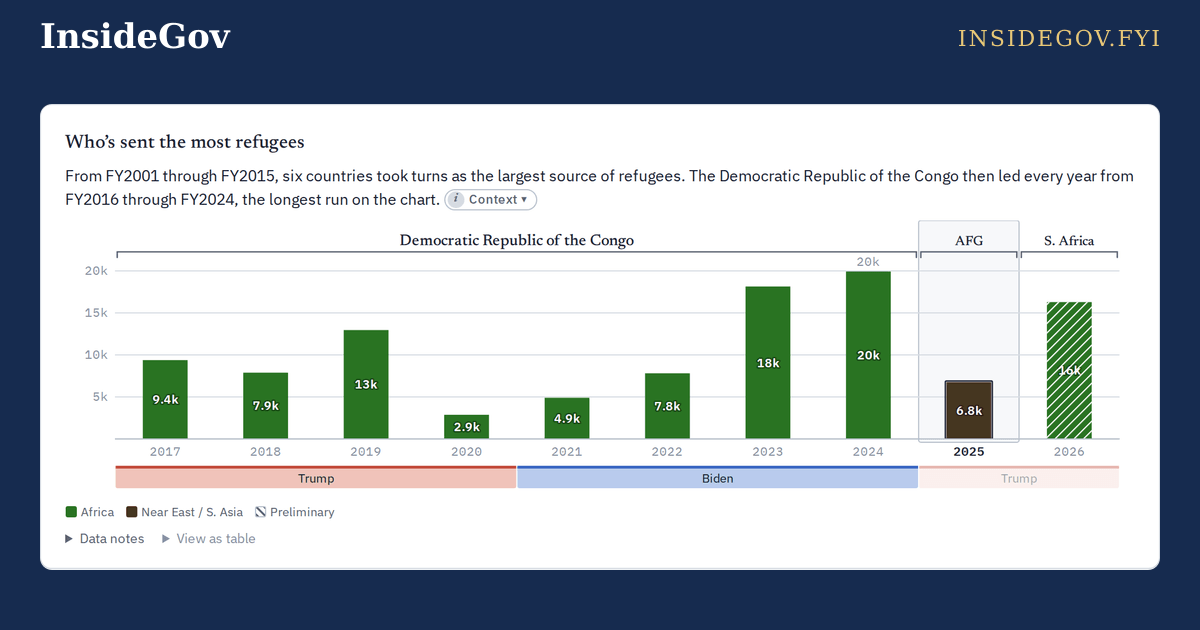 InsideGov
INSIDEGOV.FYI
Who’s sent the most refugees
From FY2001 through FY2015, six countries took turns as the largest source of refugees. The Democratic Republic of the Congo then led every year from
FY2016 through FY2024, the longest run on the chart. i Context ▾
Democratic Republic of the Congo AFG S. Africa
20k
20k
15k
10k
5k
9.4k 7.9k 13k 2.9k 4.9k 7.8k 18k 20k 6.8k 16k
2017 2018 2019 2020 2021 2022 2023 2024 2025 2026
Trump Biden Trump
Africa Near East / S. Asia Preliminary
▶ Data notes ▶ View as table